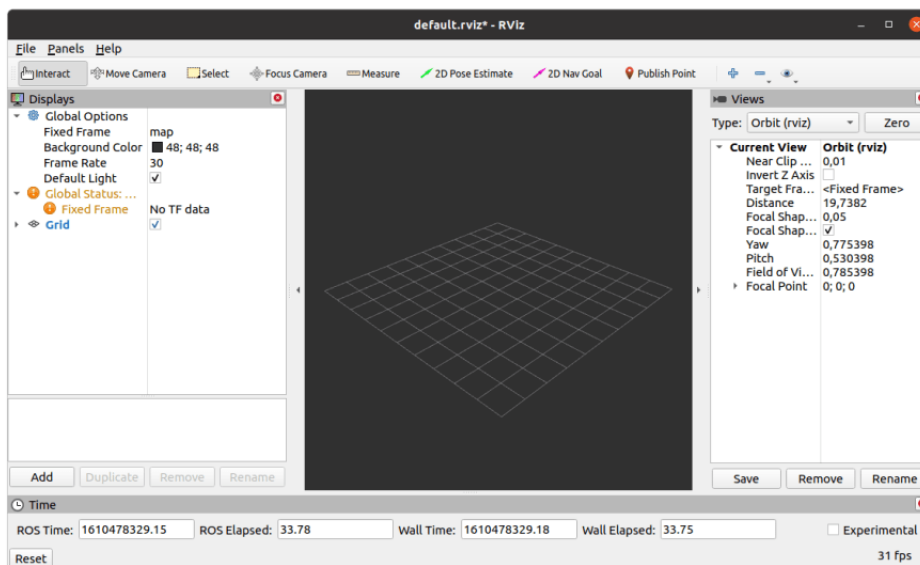 default.rviz* - RViz
File Panels Help
Interact Move Camera Select Focus Camera Measure 2D Pose Estimate 2D Nav Goal Publish Point
Displays
Global Options
Fixed Frame map
Background Color 48; 48; 48
Frame Rate 30
Default Light
Global Status: ...
Fixed Frame No TF data
Grid
Add Duplicate Remove Rename
Views
Type: Orbit (rviz) Zero
Current View Orbit (rviz)
Near Clip ... 0,01
Invert Z Axis
Target Fra... <Fixed Frame>
Distance 19,7382
Focal Shap... 0,05
Focal Shap...
Yaw 0,775398
Pitch 0,530398
Field of Vi... 0,785398
Focal Point 0; 0; 0
Save Remove Rename
Time
ROS Time: 1610478329.15 ROS Elapsed: 33.78 Wall Time: 1610478329.18 Wall Elapsed: 33.75 Experimental
Reset 31 fps